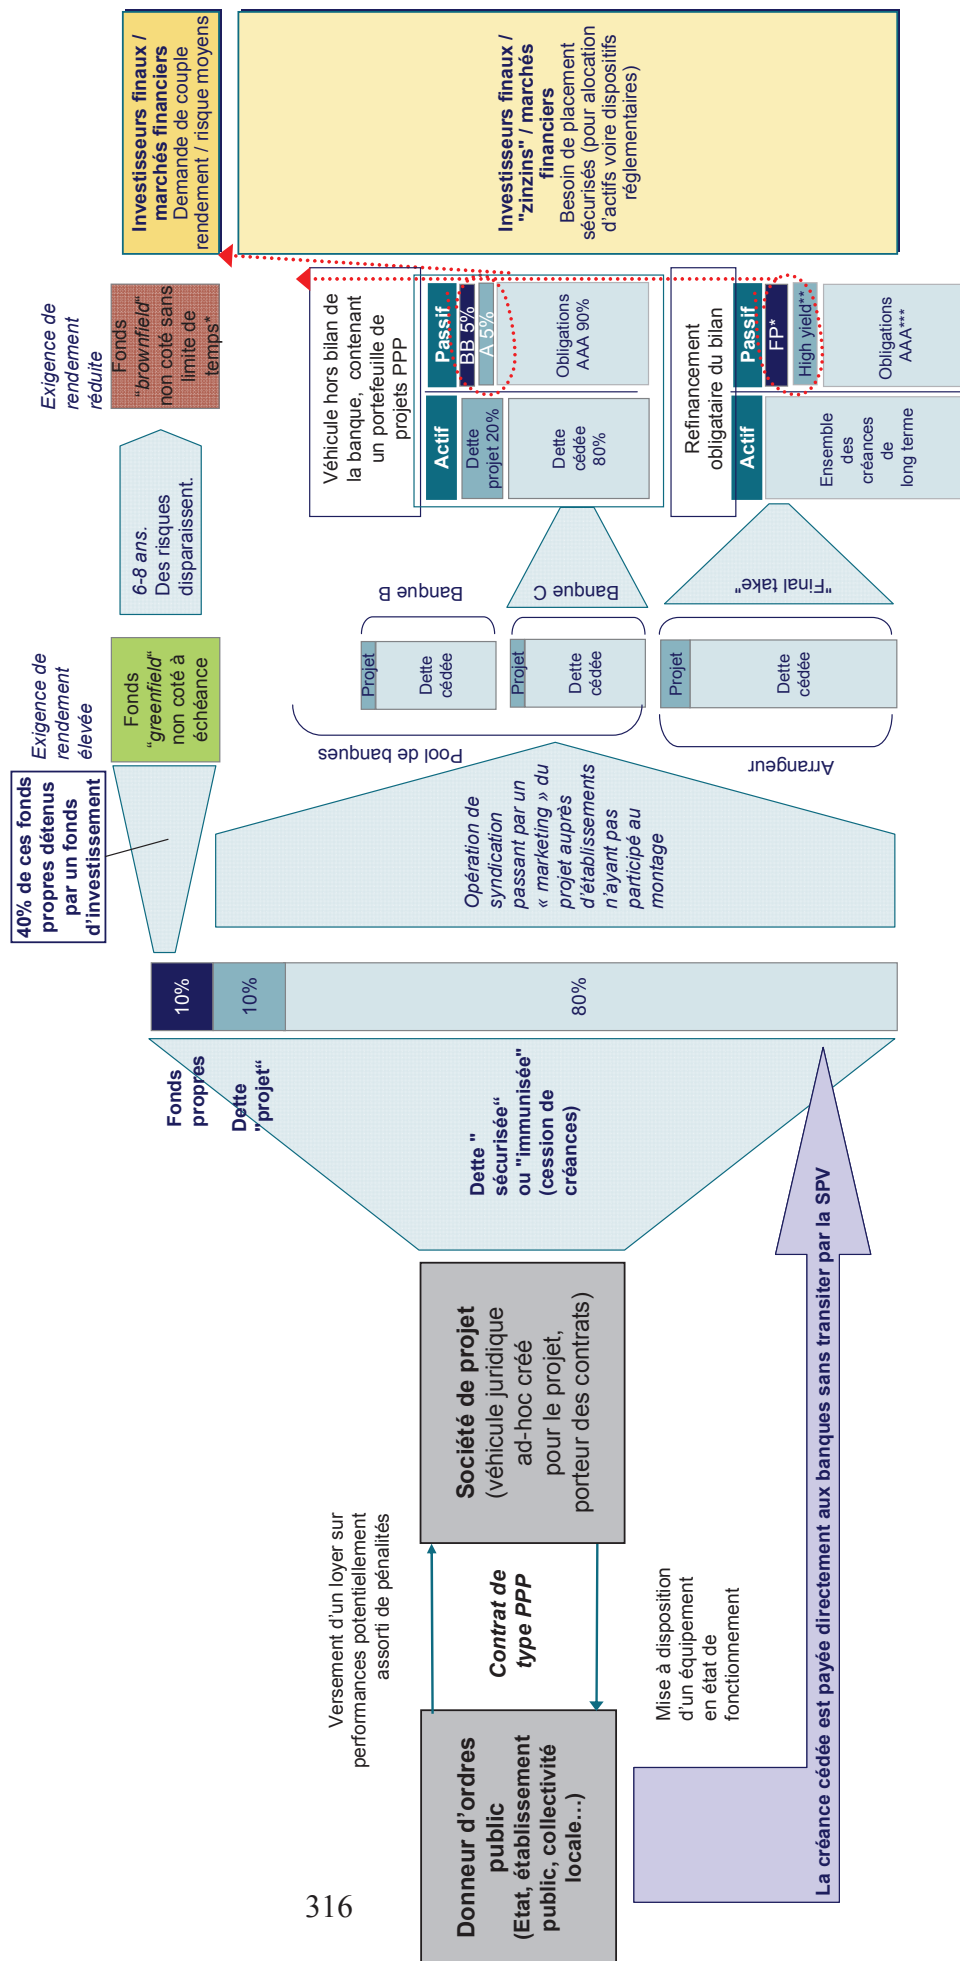 Donneur d'ordres
public
(Etat, établissement
public, collectivité
locale…)
Versement d'un loyer sur
performances potentiellement
assorti de pénalités
Contrat de
type PPP
Mise à disposition
d'un équipement
en état de
fonctionnement
Société de projet
(véhicule juridique
ad-hoc créé
pour le projet,
porteur des contrats)
La créance cédée est payée directement aux banques sans transiter par la SPV
Fonds
propres
Dette
"projet“
Dette "
sécurisée“
ou "immunisée"
(cession de
créances)
10%
10%
80%
40% de ces fonds
propres détenus
par un fonds
d'investissement
Opération de
syndication
passant par un
« marketing » du
projet auprès
d'établissements
n'ayant pas
participé au
montage
Exigence de
rendement
élevée
Fonds
“greenfield“
non coté à
échéance
6-8 ans.
Des risques
disparaissent.
Exigence de
rendement
réduite
Fonds
“brownfield“
non coté sans
limite de
temps*
Pool de banques
Arrangeur
Projet
Dette
cédée
Projet
Dette
cédée
Projet
Dette
cédée
Banque B
Banque C
"Final take"
Véhicule hors bilan de
la banque, contenant
un portefeuille de
projets PPP
Actif
Passif
Dette
projet 20%
Dette
cédée
80%
BB 5%
A 5%
Obligations
AAA 90%
Refinancement
obligataire du bilan
Actif
Passif
Ensemble
des
créances
de
long terme
FP*
High yield**
Obligations
AAA***
Investisseurs finaux /
marchés financiers
Demande de couple
rendement / risque moyens
Investisseurs finaux /
"zinzins" / marchés
financiers
Besoin de placement
sécurisés (pour alocation
d'actifs voire dispositifs
réglementaires)
316